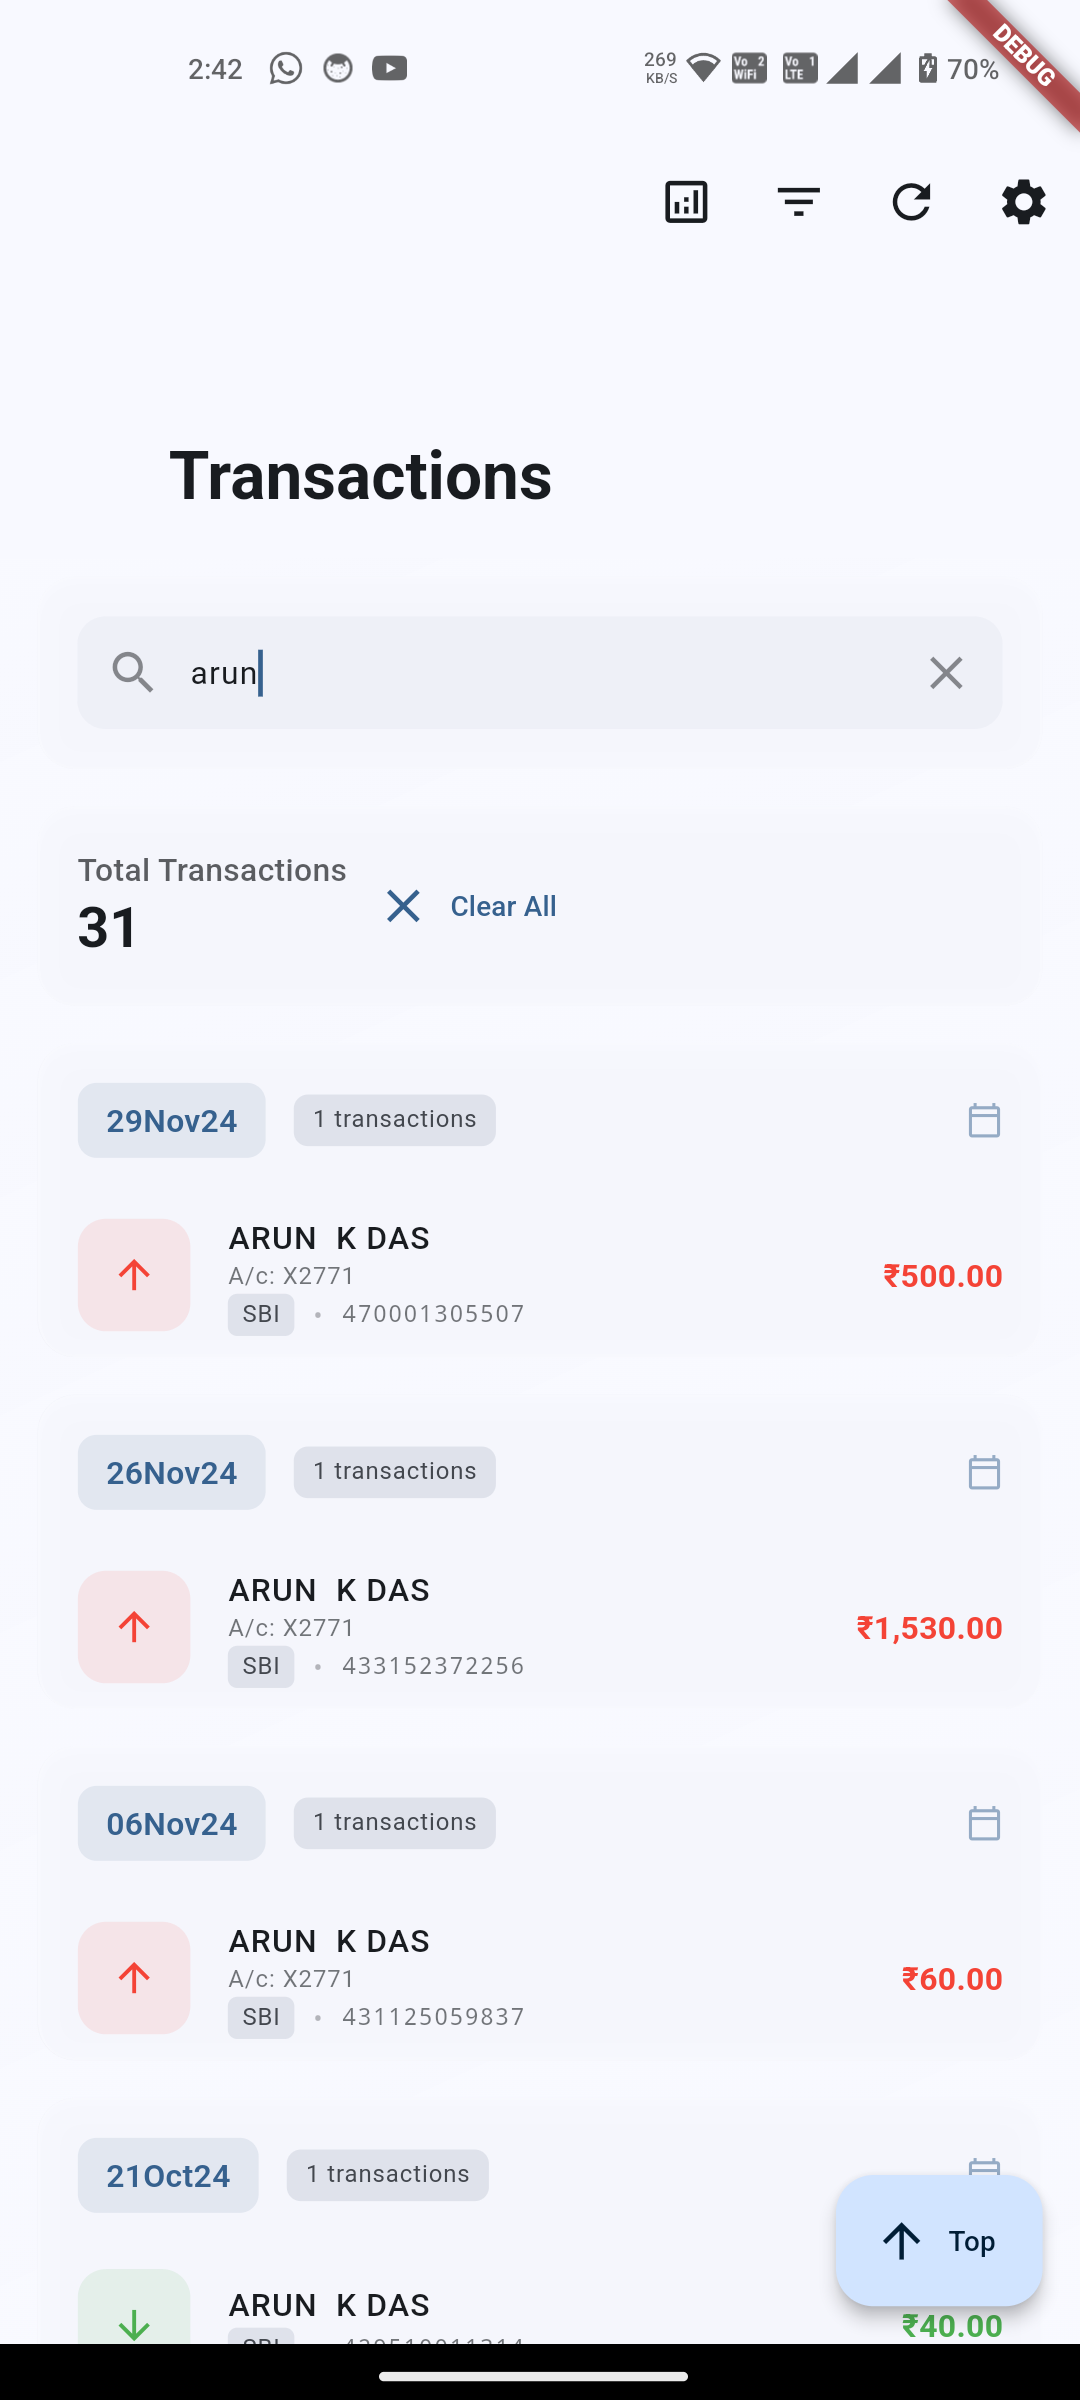 2:42
269
KB/S
Vo 2
WiFi
Vo 1
LTE
70%
DEBUG
Transactions
arun
Total Transactions
31
Clear All
29Nov24
1 transactions
ARUN  K DAS
A/c: X2771
₹500.00
SBI • 470001305507
26Nov24
1 transactions
ARUN  K DAS
A/c: X2771
₹1,530.00
SBI • 433152372256
06Nov24
1 transactions
ARUN  K DAS
A/c: X2771
₹60.00
SBI • 431125059837
21Oct24
1 transactions
Top
ARUN  K DAS
₹40.00
SBI